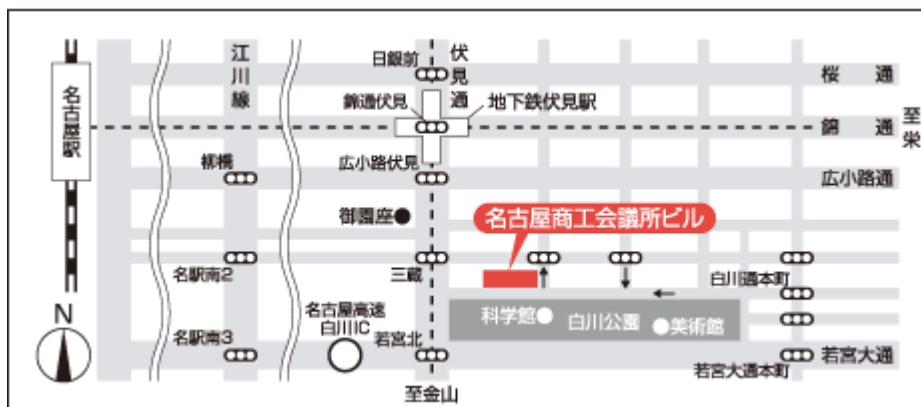 名古屋駅
江川線
日銀前
伏見通
桜通
錦通伏見
地下鉄伏見駅
錦通
至栄
柳橋
広小路伏見
広小路通
御園座
名古屋商工会議所ビル
名駅南2
三蔵
白川通本町
科学館
白川公園
美術館
N
名古屋高速
白川IC
名駅南3
若宮北
若宮大通
若宮大通本町
至金山